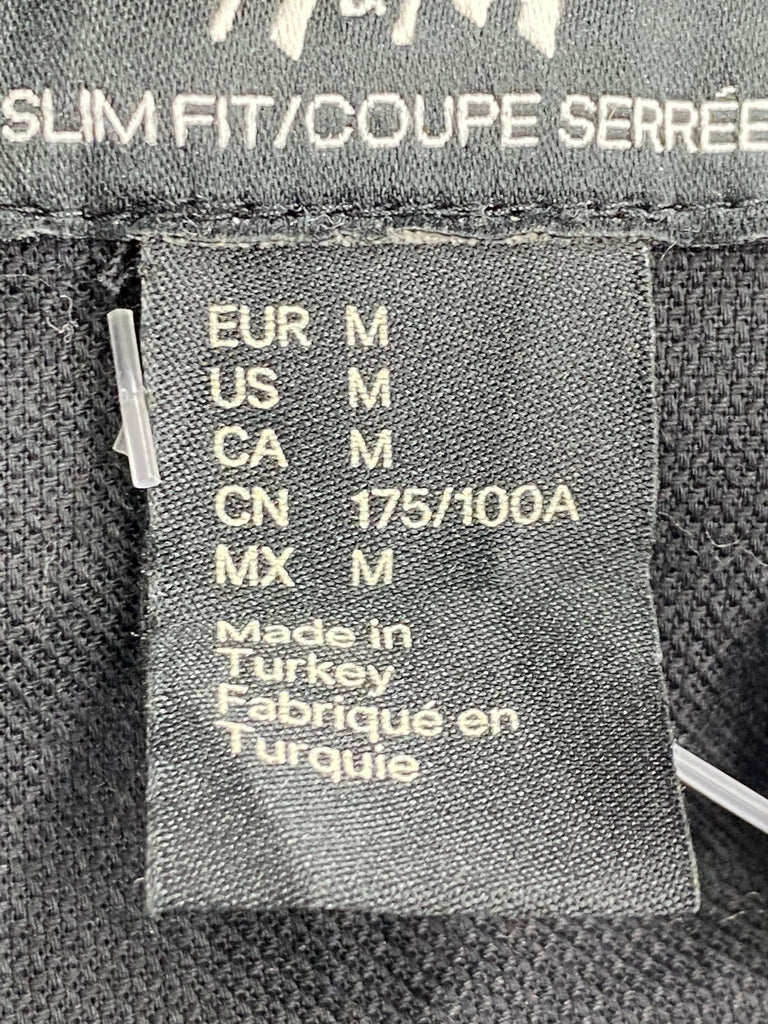 SLIM FIT/COUPE SERRÉE
EUR M
US M
CA M
CN 175/100A
MX M
Made in
Turkey
Fabriqué en
Turquie